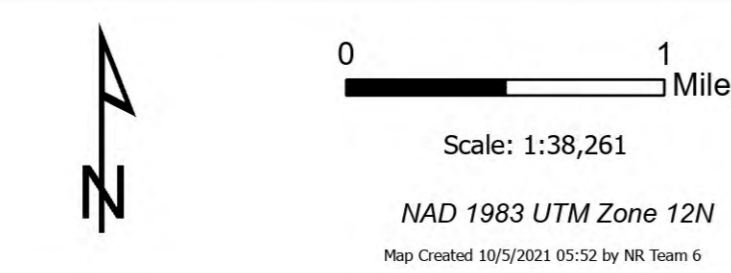 N
0 1
Mile
Scale: 1:38,261
NAD 1983 UTM Zone 12N
Map Created 10/5/2021 05:52 by NR Team 6